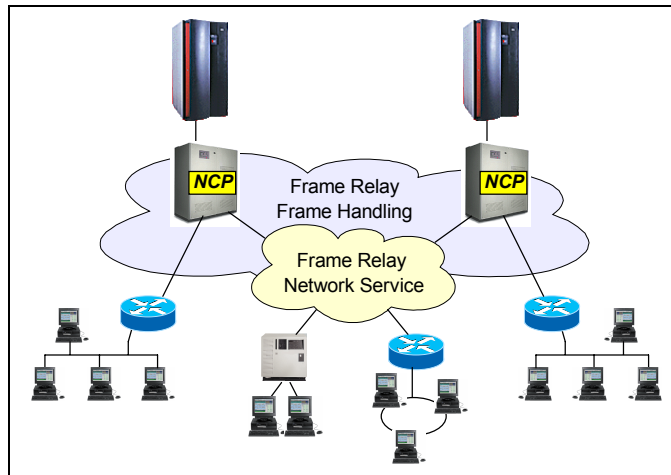 NCP
NCP
Frame Relay
Frame Handling
Frame Relay
Network Service